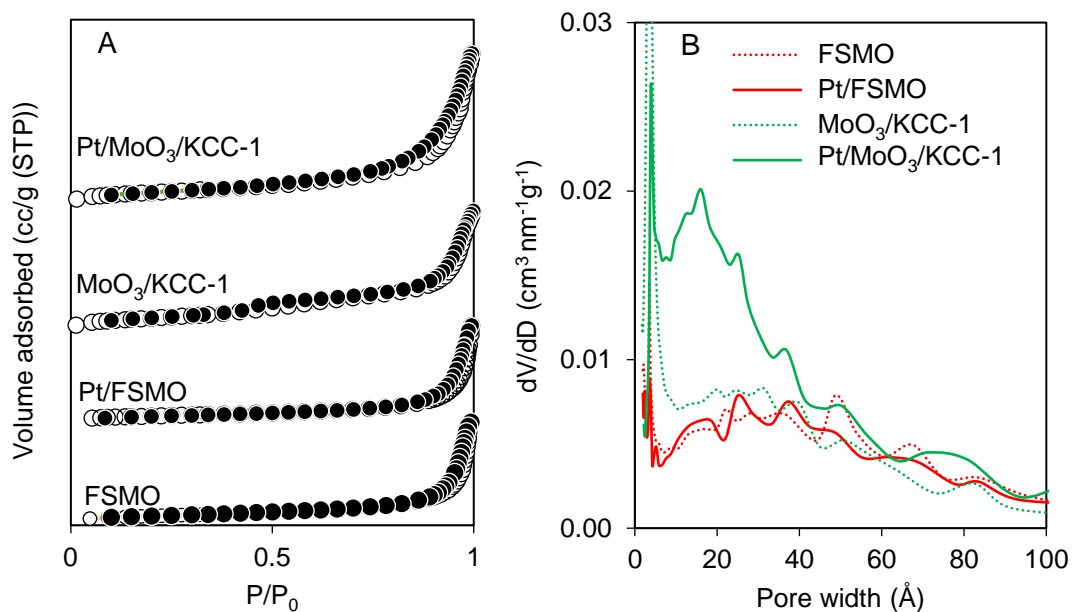 A
Pt/MoO₃/KCC-1
MoO₃/KCC-1
Pt/FSMO
FSMO
Volume adsorbed (cc/g (STP)
0 0.5 1
P/P₀
B
FSMO
Pt/FSMO
MoO₃/KCC-1
Pt/MoO₃/KCC-1
0.03
0.02
0.01
0.00
dV/dD (cm³ nm⁻¹g⁻¹)
0 20 40 60 80 100
Pore width (Å)